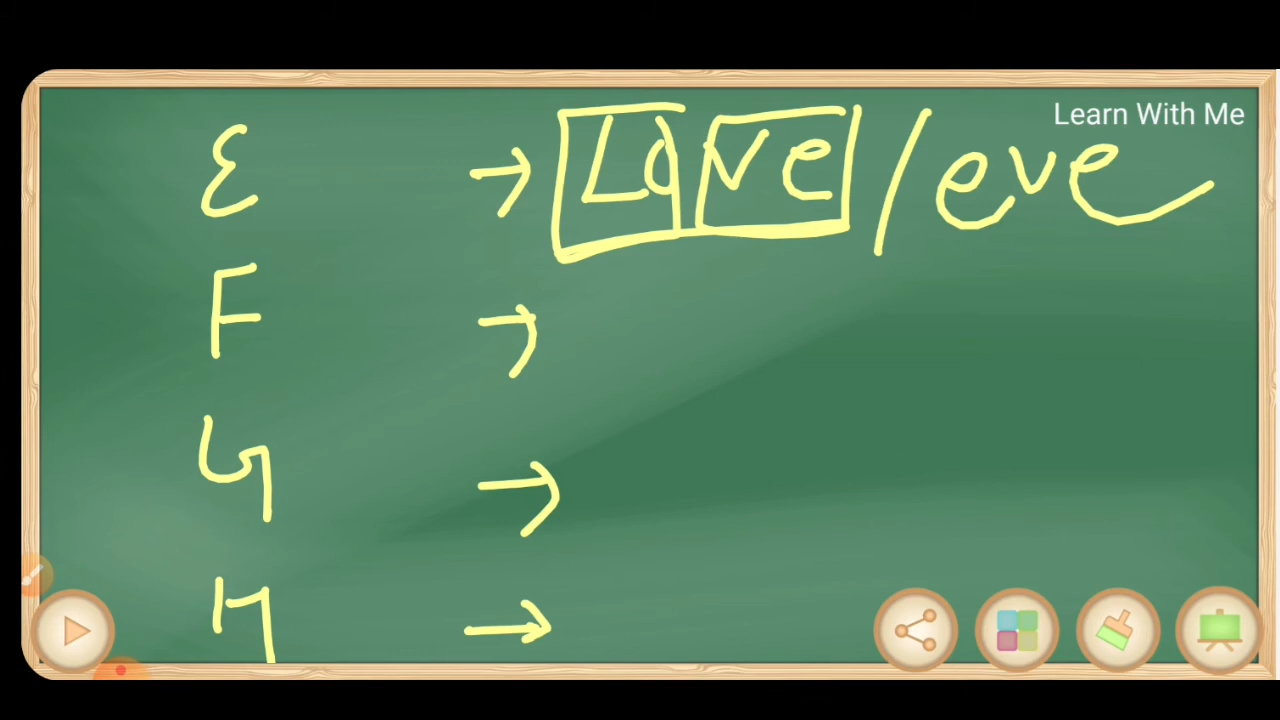 Learn With Me
E → LOVE / eve
F →
G →
H →